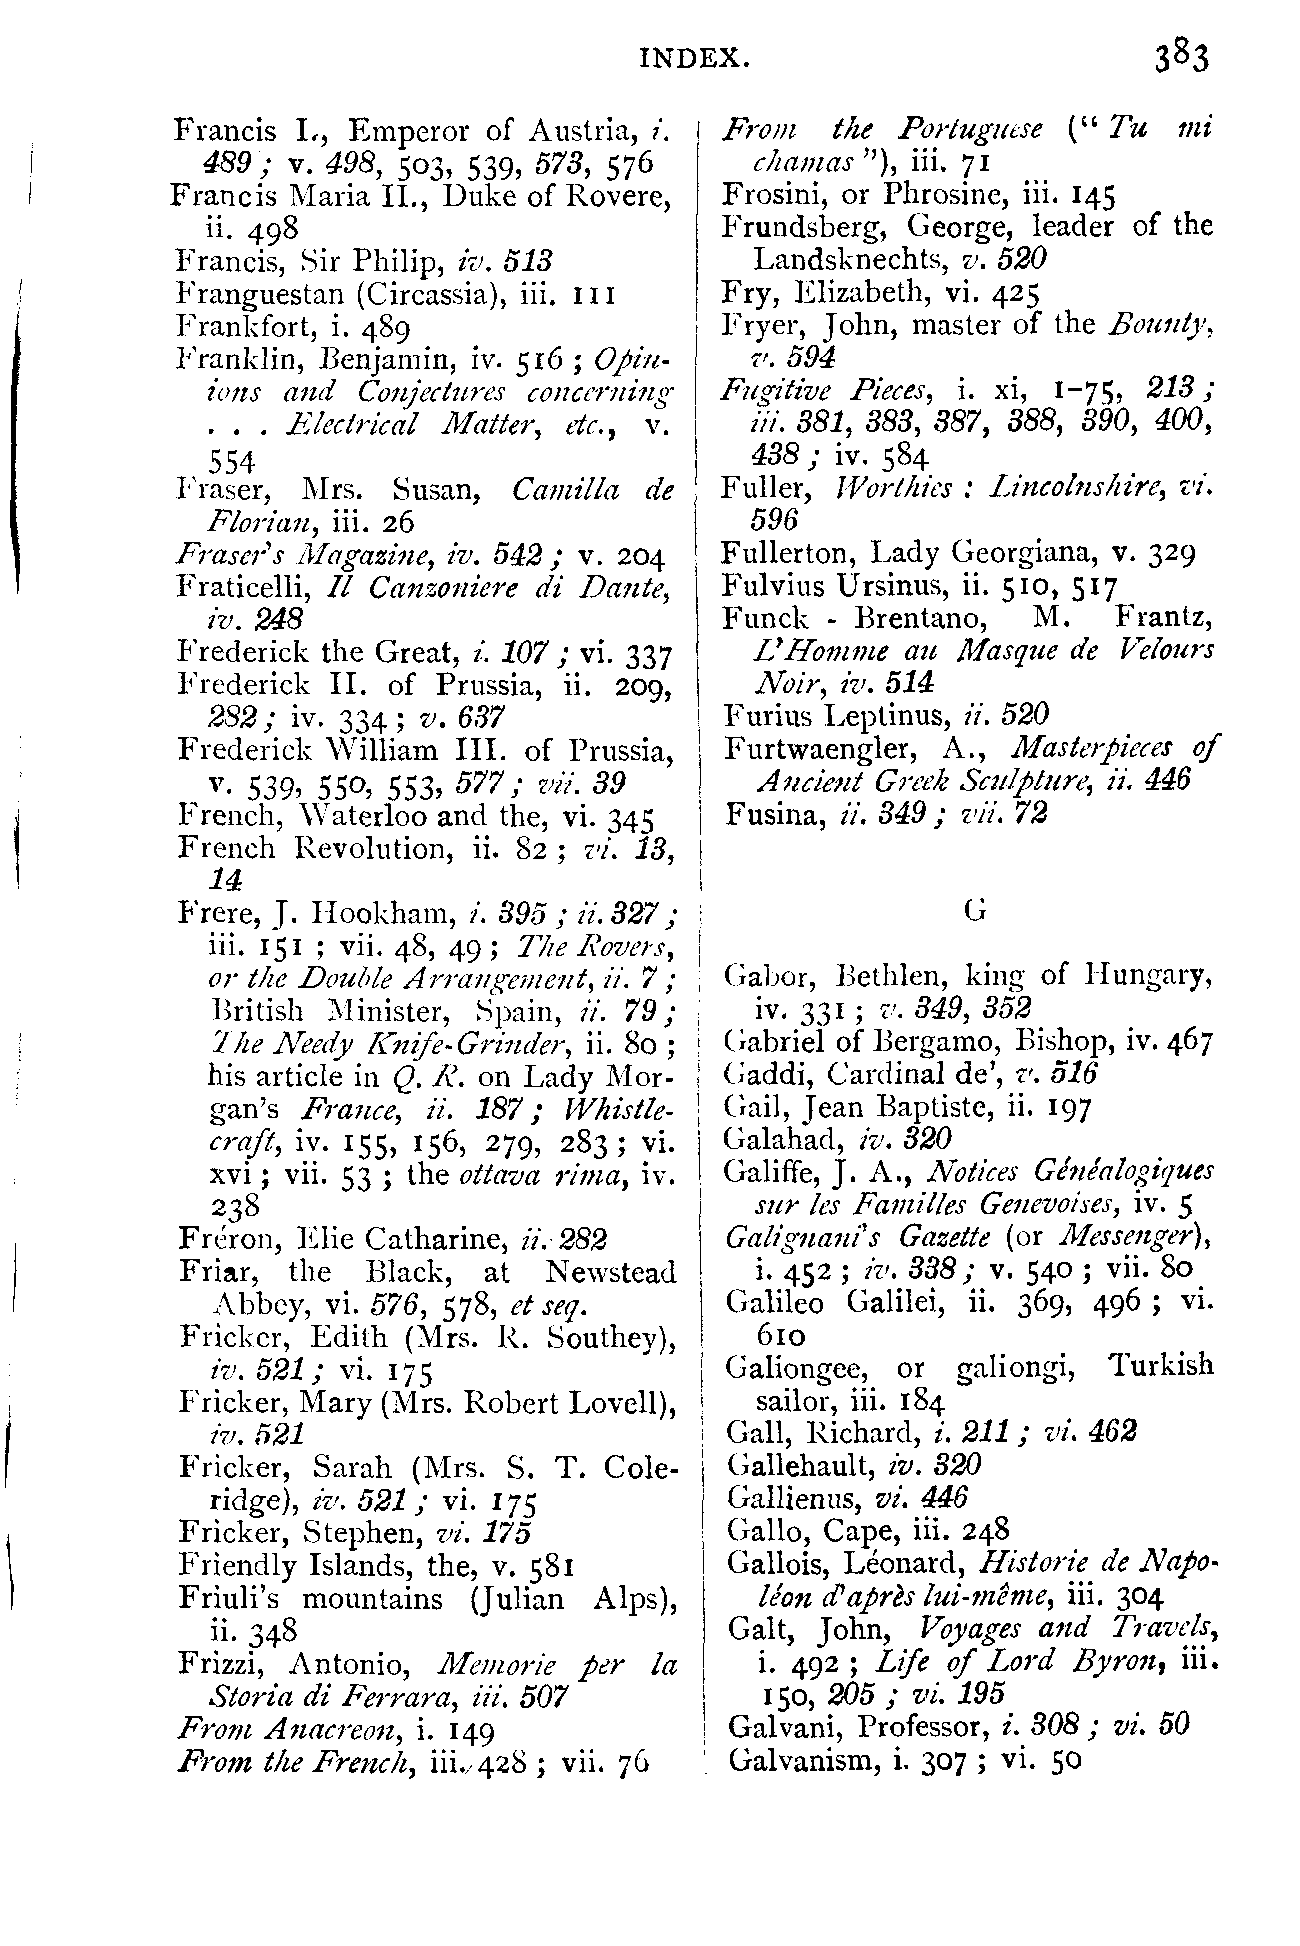 INDEX. 383
Francis I., Emperor of Austria, i.
489 ; v. 498, 503, 539, 573, 576
Francis Maria II., Duke of Rovere,
ii. 498
Francis, Sir Philip, iv. 513
Franguestan (Circassia), iii. 111
Frankfort, i. 489
Franklin, Benjamin, iv. 516 ; Opin-
ions and Conjectures concerning
. . . Electrical Matter, etc., v.
554
Fraser, Mrs. Susan, Camilla de
Florian, iii. 26
Fraser's Magazine, iv. 542 ; v. 204
Fraticelli, Il Canzoniere di Dante,
iv. 248
Frederick the Great, i. 107 ; vi. 337
Frederick II. of Prussia, ii. 209,
282 ; iv. 334 ; v. 637
Frederick William III. of Prussia,
v. 539, 550, 553, 577 ; vii. 39
French, Waterloo and the, vi. 345
French Revolution, ii. 82 ; vi. 13,
14
Frere, J. Hookham, i. 395 ; ii. 327 ;
iii. 151 ; vii. 48, 49 ; The Rovers,
or the Double Arrangement, ii. 7 ;
British Minister, Spain, ii. 79 ;
The Needy Knife-Grinder, ii. 80 ;
his article in Q. R. on Lady Mor-
gan's France, ii. 187 ; Whistle-
craft, iv. 155, 156, 279, 283 ; vi.
xvi ; vii. 53 ; the ottava rima, iv.
238
Fréron, Elie Catharine, ii. 282
Friar, the Black, at Newstead
Abbey, vi. 576, 578, et seq.
Fricker, Edith (Mrs. R. Southey),
iv. 521 ; vi. 175
Fricker, Mary (Mrs. Robert Lovell),
iv. 521
Fricker, Sarah (Mrs. S. T. Cole-
ridge), iv. 521 ; vi. 175
Fricker, Stephen, vi. 175
Friendly Islands, the, v. 581
Friuli's mountains (Julian Alps),
ii. 348
Frizzi, Antonio, Memorie per la
Storia di Ferrara, iii. 507
From Anacreon, i. 149
From the French, iii. 428 ; vii. 76
From the Portuguese (“ Tu mi
chamas ”), iii. 71
Frosini, or Phrosine, iii. 145
Frundsberg, George, leader of the
Landsknechts, v. 520
Fry, Elizabeth, vi. 425
Fryer, John, master of the Bounty,
v. 594
Fugitive Pieces, i. xi, 1-75, 213 ;
iii. 381, 383, 387, 388, 390, 400,
438 ; iv. 584
Fuller, Worthies : Lincolnshire, vi.
596
Fullerton, Lady Georgiana, v. 329
Fulvius Ursinus, ii. 510, 517
Funck - Brentano, M. Frantz,
L'Homme au Masque de Velours
Noir, iv. 514
Furius Leptinus, ii. 520
Furtwaengler, A., Masterpieces of
Ancient Greek Sculpture, ii. 446
Fusina, ii. 349 ; vii. 72
G
Gabor, Bethlen, king of Hungary,
iv. 331 ; v. 349, 352
Gabriel of Bergamo, Bishop, iv. 467
Gaddi, Cardinal de', v. 516
Gail, Jean Baptiste, ii. 197
Galahad, iv. 320
Galiffe, J. A., Notices Généalogiques
sur les Familles Genevoises, iv. 5
Galignani's Gazette (or Messenger),
i. 452 ; iv. 338 ; v. 540 ; vii. 80
Galileo Galilei, ii. 369, 496 ; vi.
610
Galiongee, or galiongi, Turkish
sailor, iii. 184
Gall, Richard, i. 211 ; vi. 462
Gallehault, iv. 320
Gallienus, vi. 446
Gallo, Cape, iii. 248
Gallois, Léonard, Historie de Napo-
léon d'après lui-même, iii. 304
Galt, John, Voyages and Travels,
i. 492 ; Life of Lord Byron, iii.
150, 205 ; vi. 195
Galvani, Professor, i. 308 ; vi. 50
Galvanism, i. 307 ; vi. 50